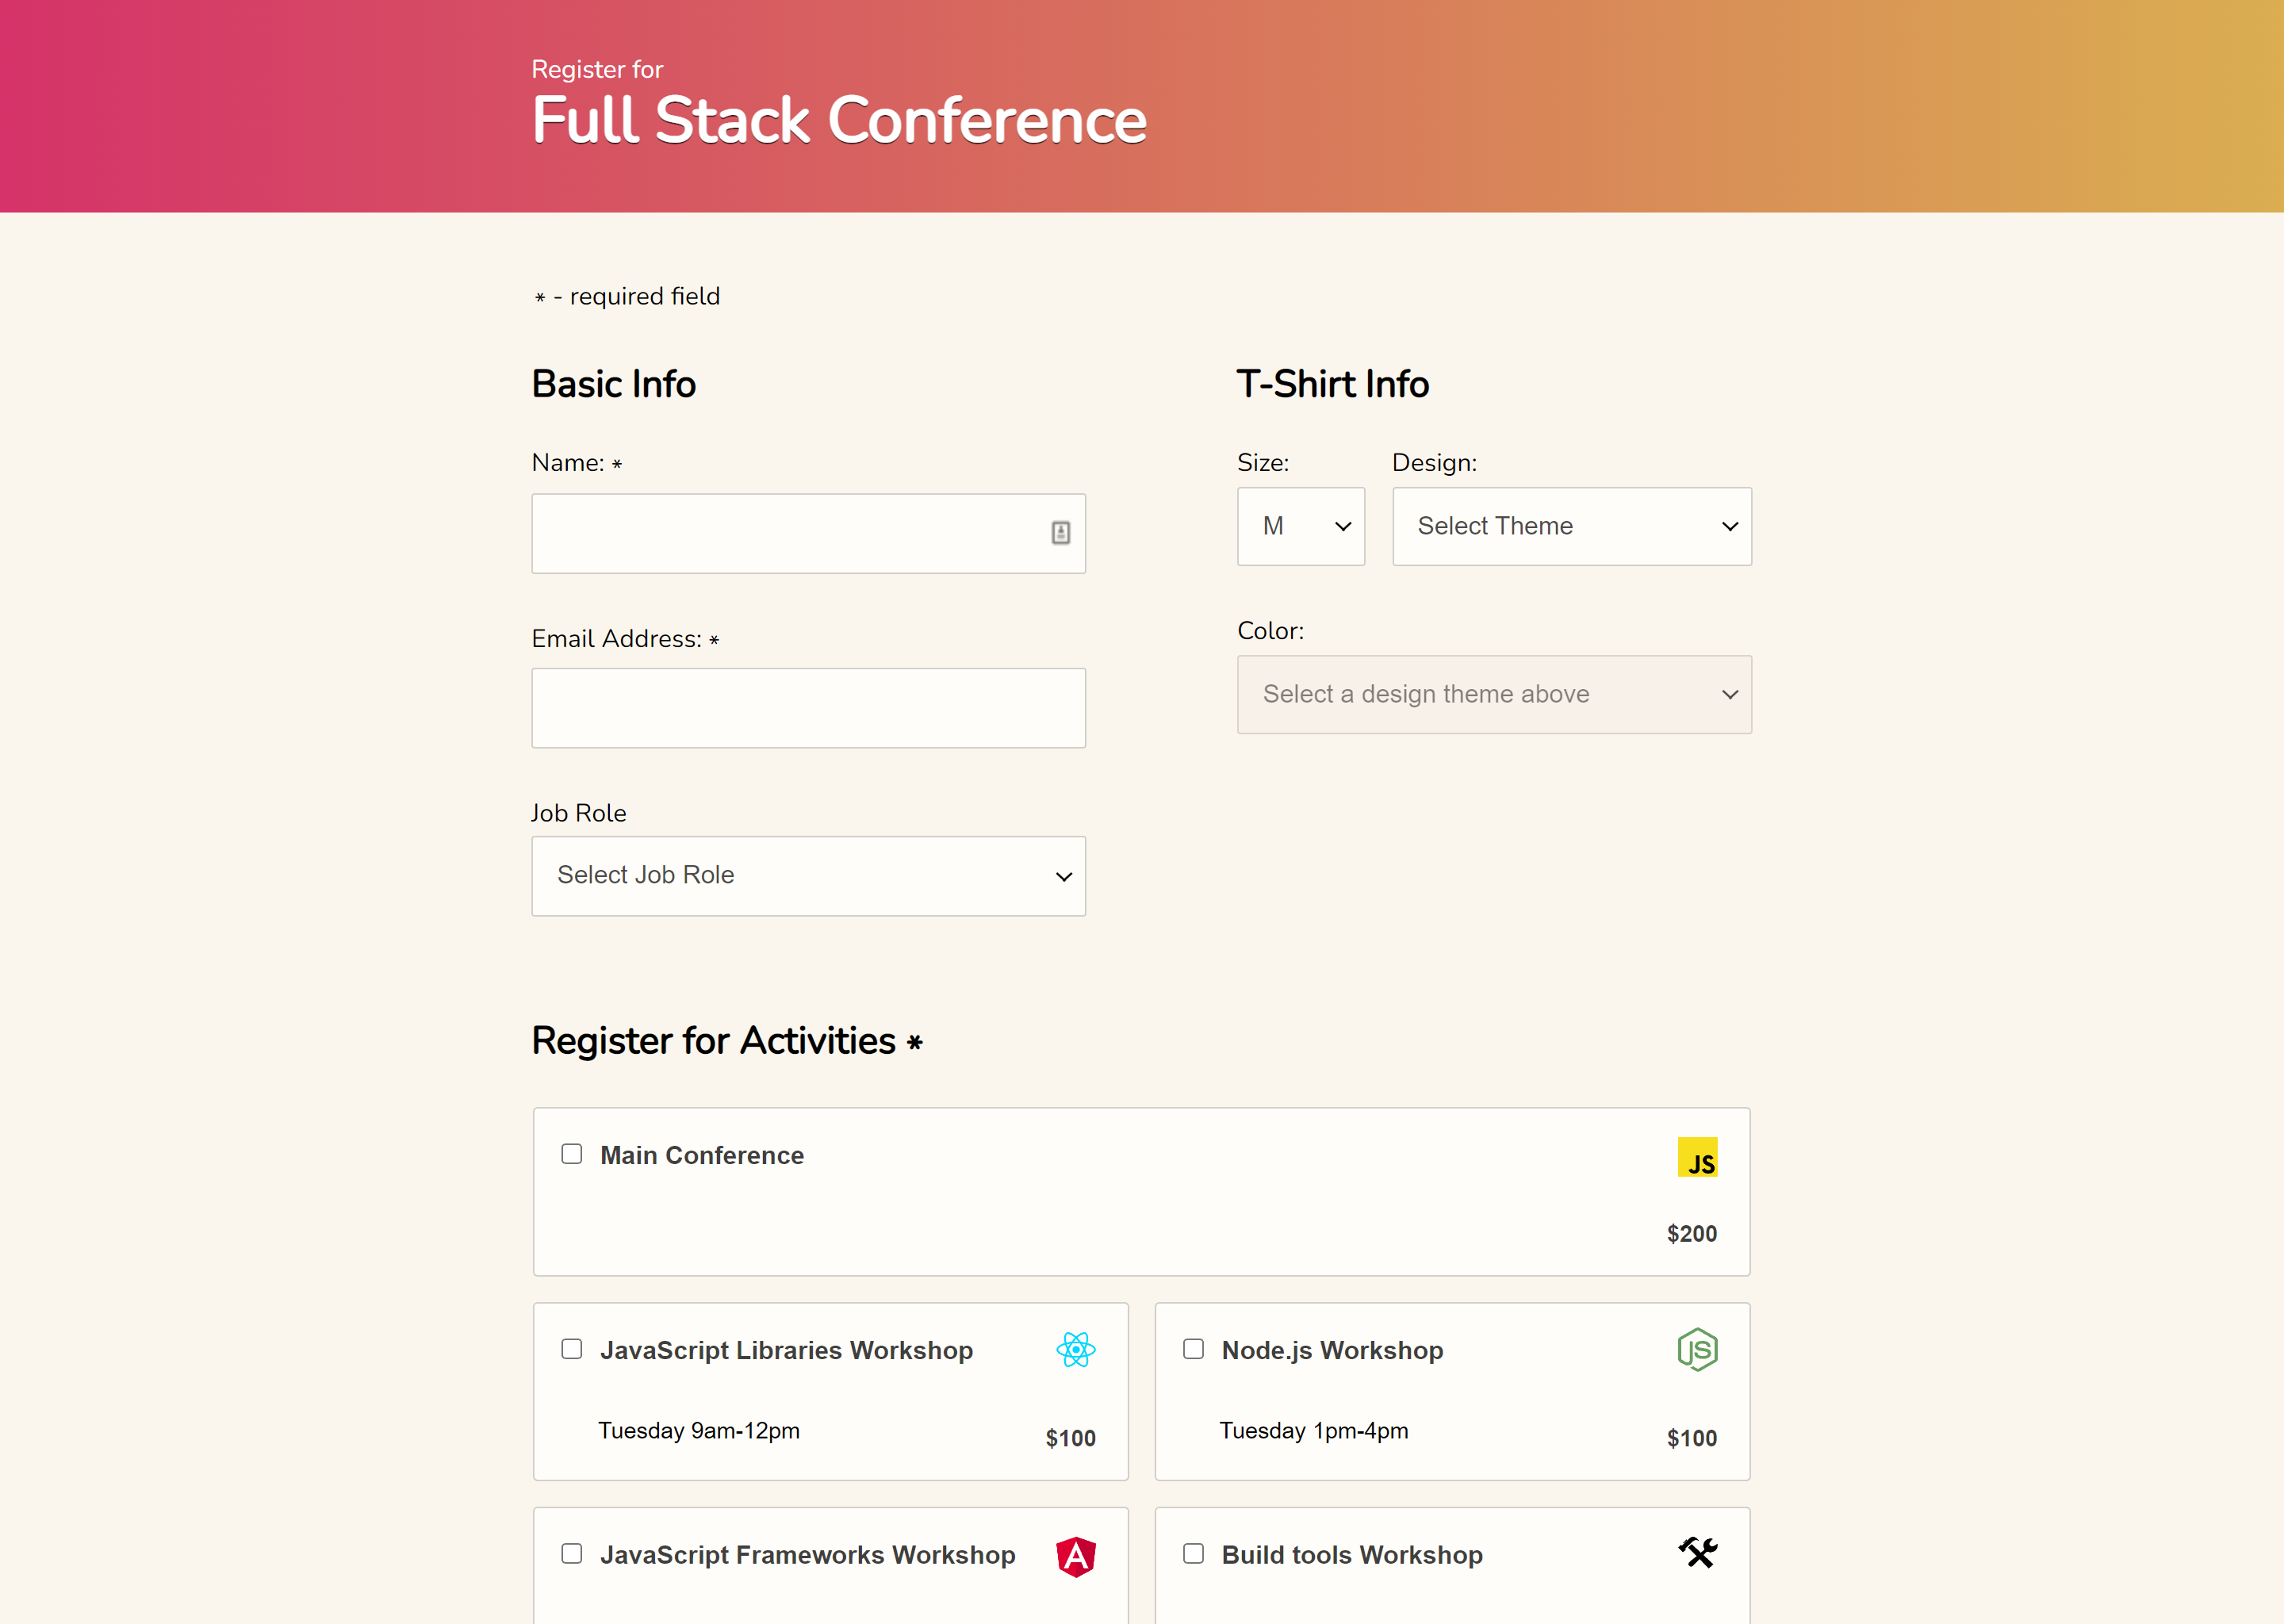 Register for
Full Stack Conference
* - required field
Basic Info
Name: *
Email Address: *
Job Role
Select Job Role
T-Shirt Info
Size:
Design:
M
Select Theme
Color:
Select a design theme above
Register for Activities *
Main Conference
JS
$200
JavaScript Libraries Workshop
Tuesday 9am-12pm
$100
Node.js Workshop
JS
Tuesday 1pm-4pm
$100
JavaScript Frameworks Workshop
A
Build tools Workshop